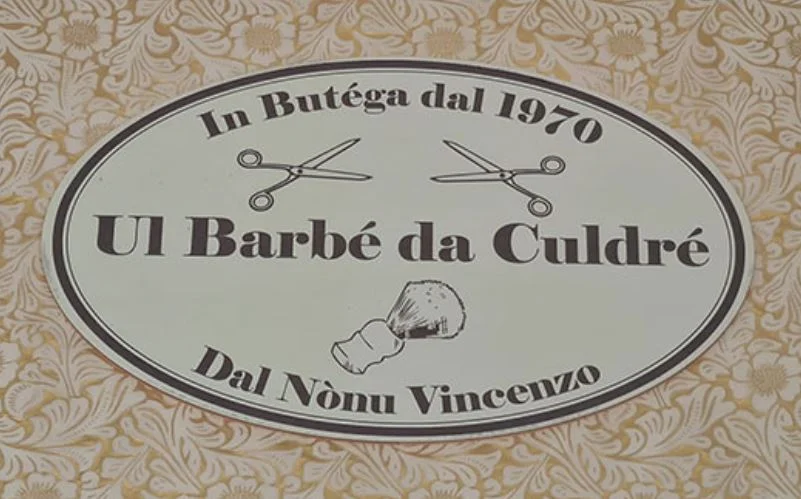 In Butéga dal 1970
Ul Barbé da Culdré
Dal Nònu Vincenzo